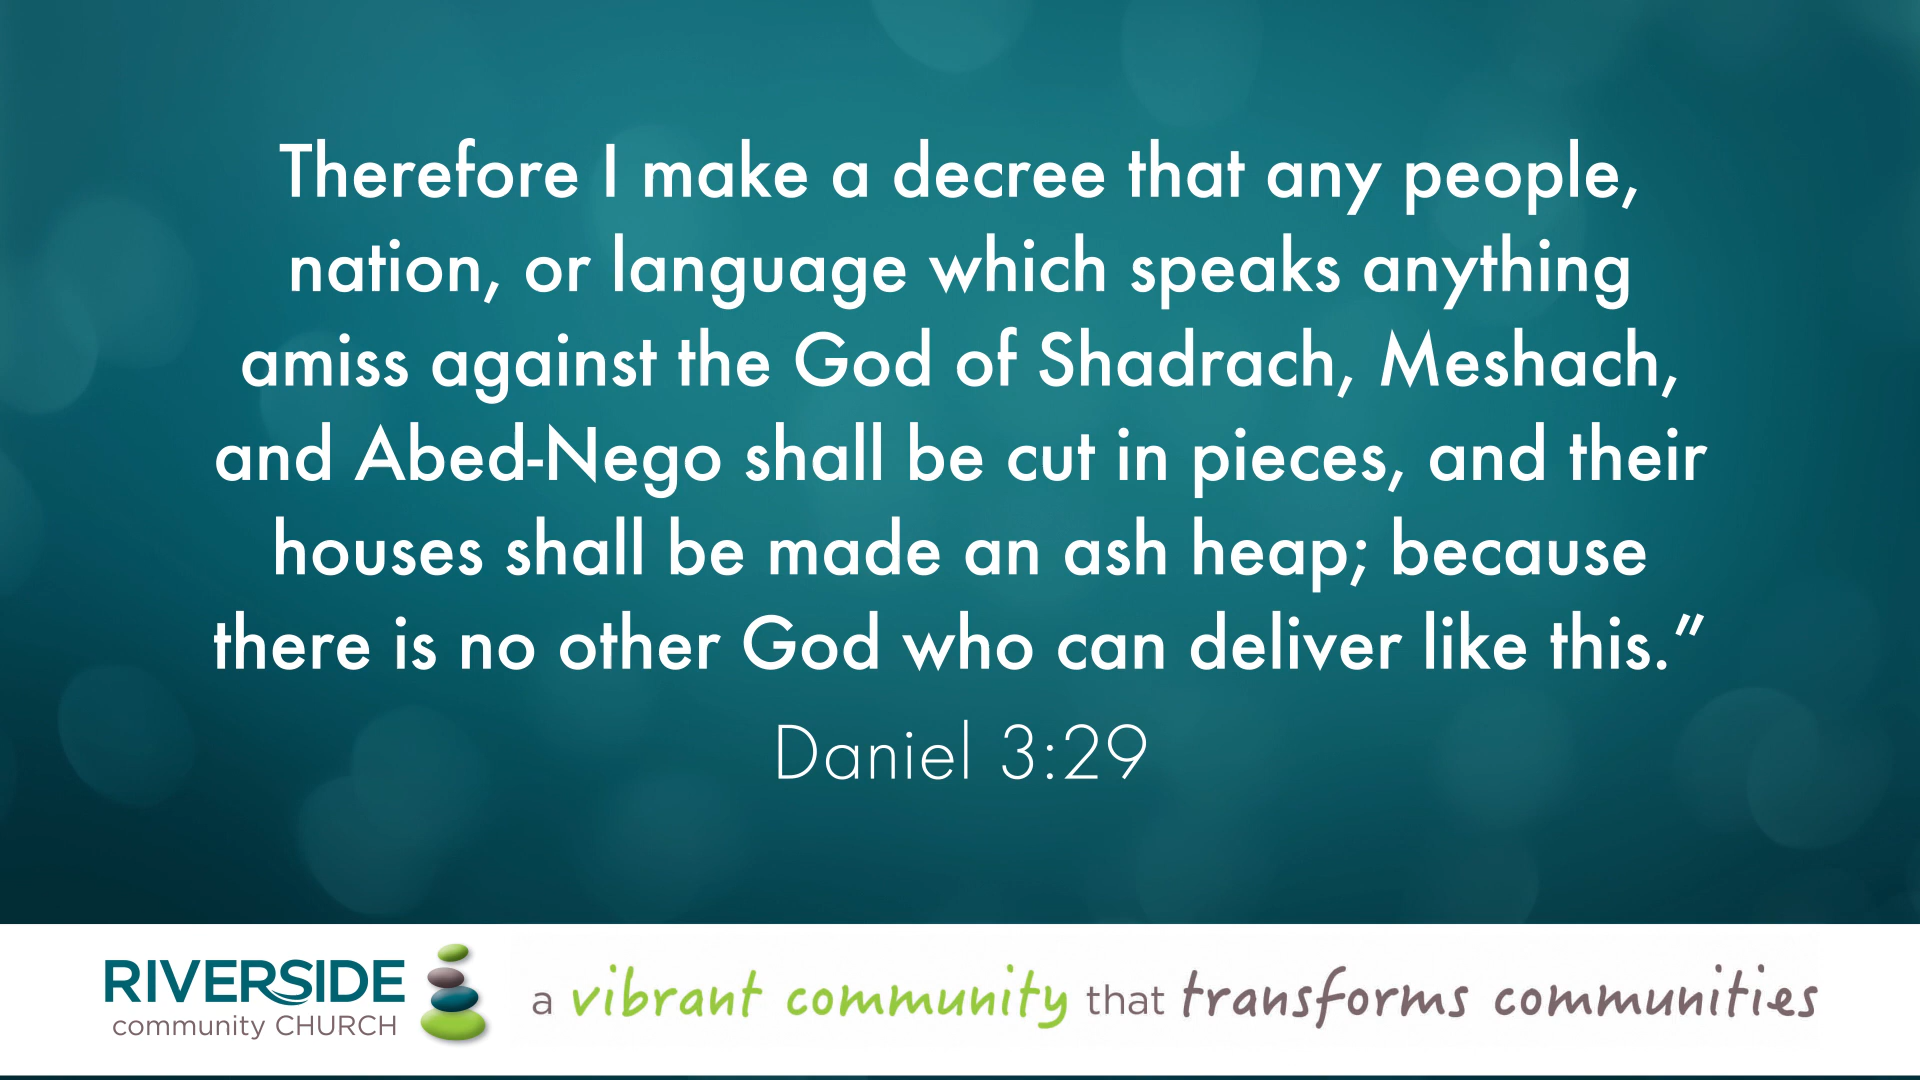 Therefore I make a decree that any people,
nation, or language which speaks anything
amiss against the God of Shadrach, Meshach,
and Abed-Nego shall be cut in pieces, and their
houses shall be made an ash heap; because
there is no other God who can deliver like this.”
Daniel 3:29
RIVERSIDE
community CHURCH
a vibrant community that transforms communities